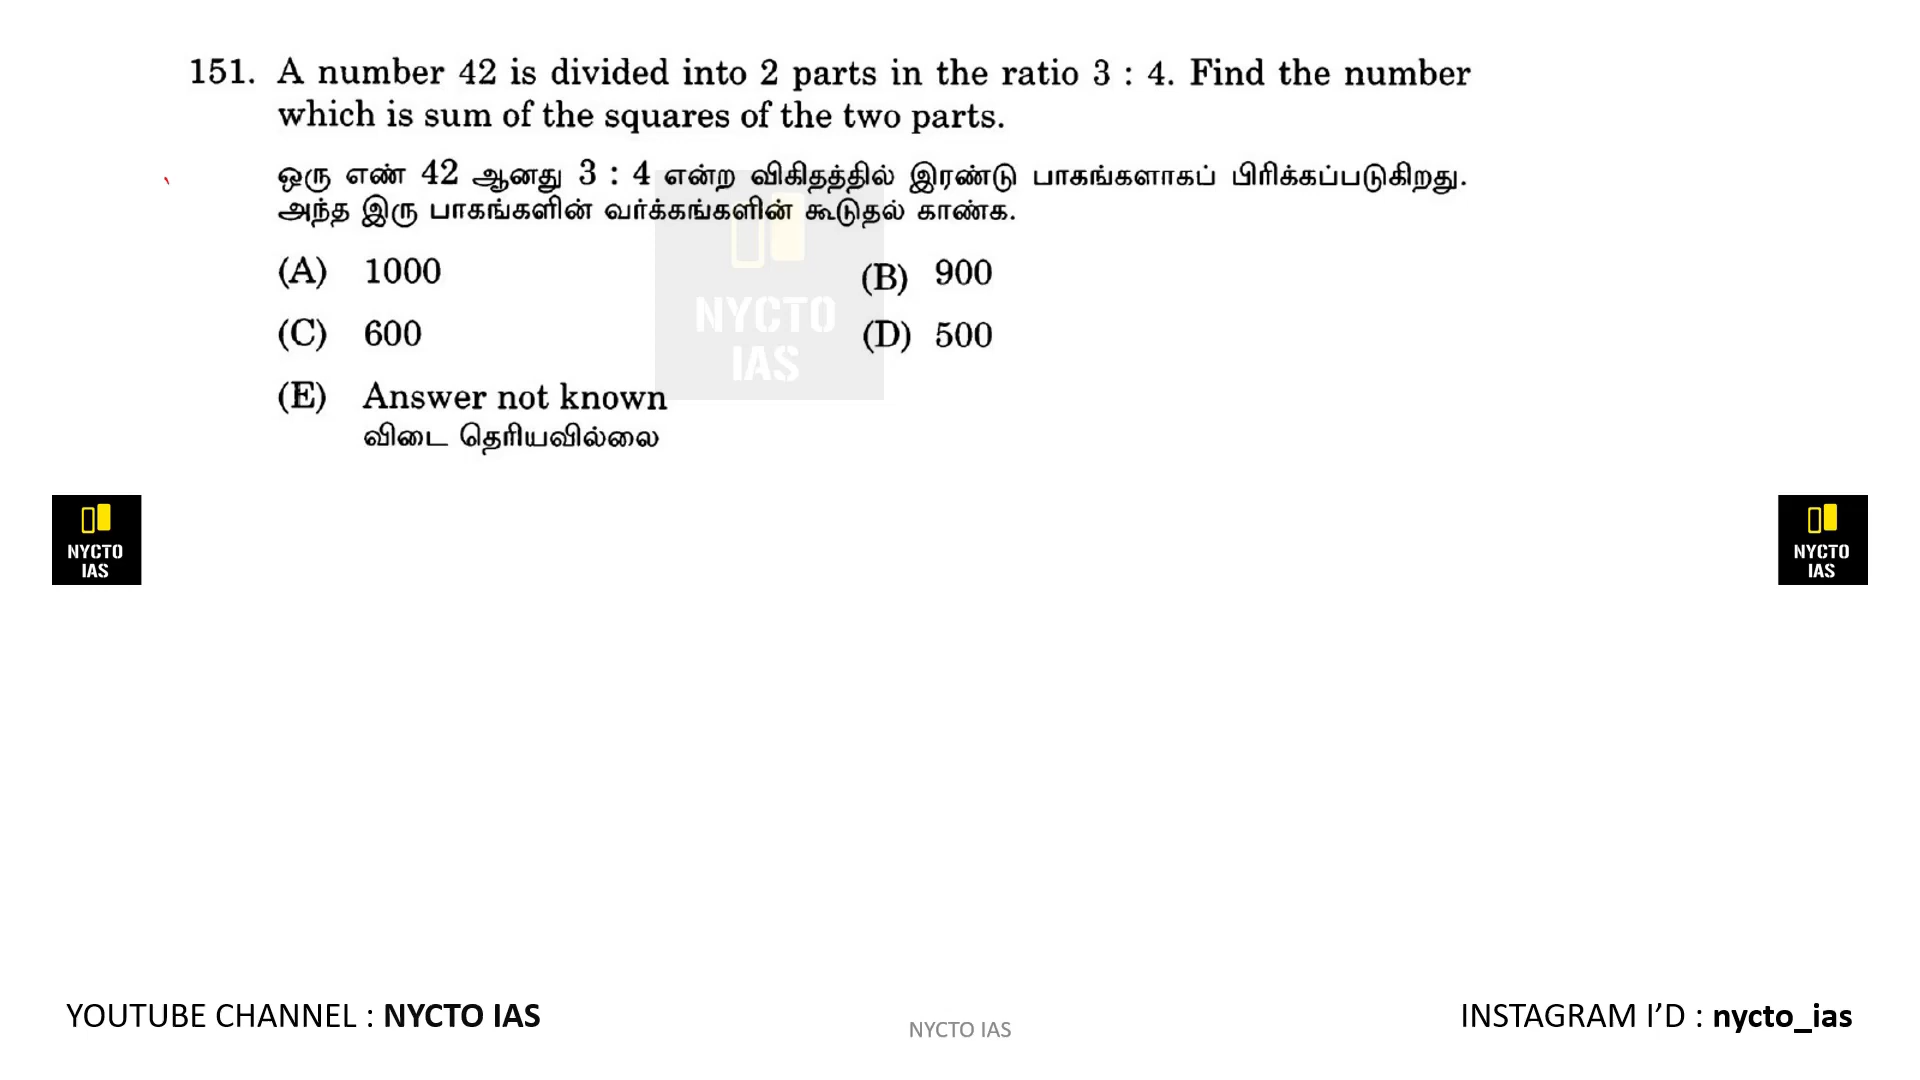 151. A number 42 is divided into 2 parts in the ratio 3 : 4. Find the number
which is sum of the squares of the two parts.
ஒரு எண் 42 ஆனது 3 : 4 என்ற விகிதத்தில் இரண்டு பாகங்களாகப் பிரிக்கப்படுகிறது.
அந்த இரு பாகங்களின் வர்க்கங்களின் கூடுதல் காண்க.
(A) 1000 (B) 900
(C) 600 (D) 500
(E) Answer not known
விடை தெரியவில்லை
NYCTO
IAS
NYCTO
IAS
NYCTO
IAS
YOUTUBE CHANNEL : NYCTO IAS
NYCTO IAS
INSTAGRAM I’D : nycto_ias